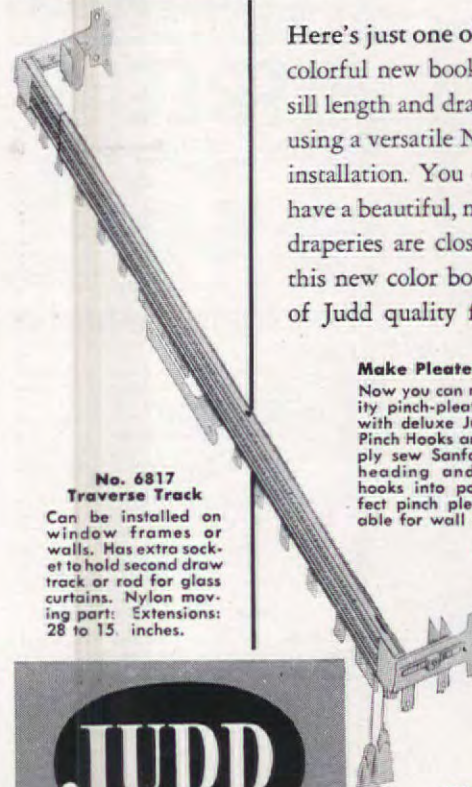 Here's just one o
colorful new book
sill length and dra
using a versatile N
installation. You
have a beautiful, n
draperies are clos
this new color bo
of Judd quality f
Make Pleate
Now you can r
ity pinch-plea
with deluxe J
Pinch Hooks a
ply sew Sanfo
heading and
hooks into po
fect pinch ple
able for wall
No. 6817
Traverse Track
Can be installed on
window frames or
walls. Has extra sock-
et to hold second draw
track or rod for glass
curtains. Nylon mov-
ing part: Extensions:
28 to 15 inches.
JUDD